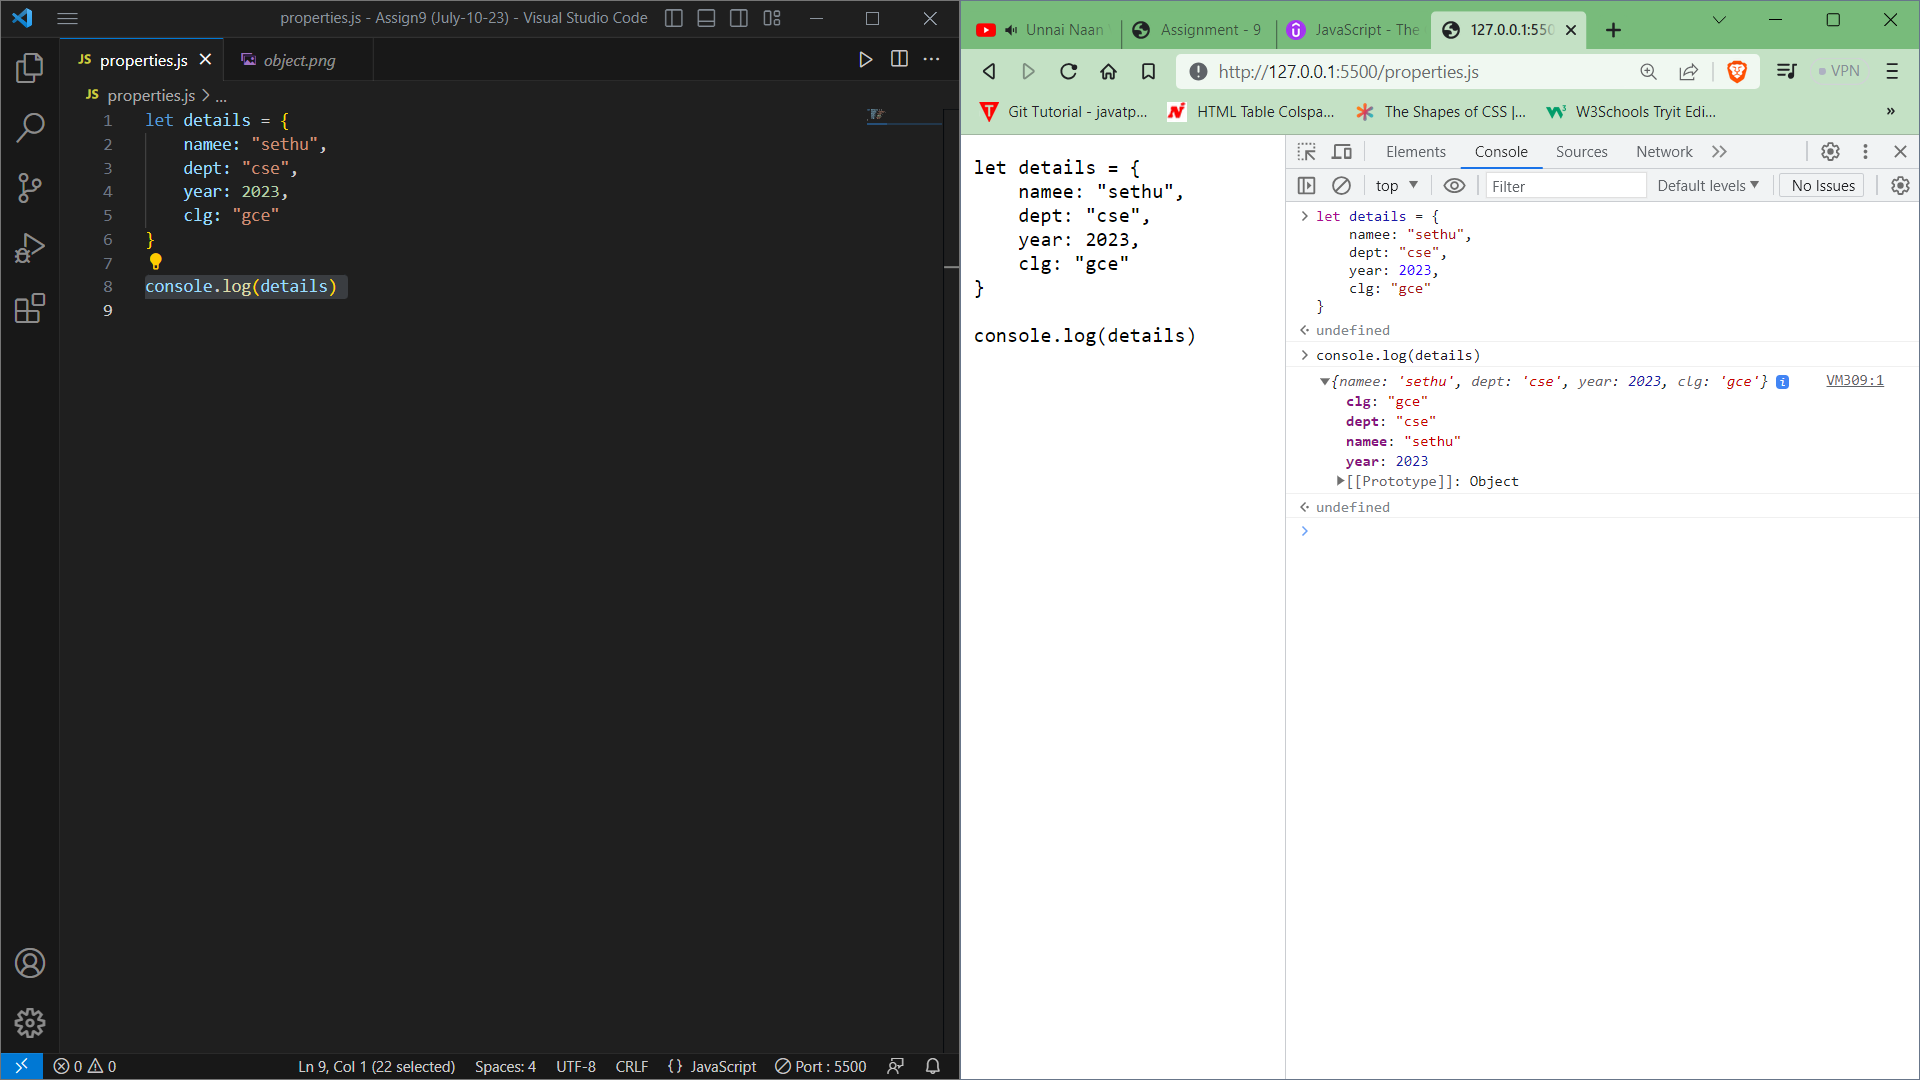 properties.js - Assign9 (July-10-23) - Visual Studio Code
JS properties.js
object.png
JS properties.js > ...
1 let details = {
2 namee: "sethu",
3 dept: "cse",
4 year: 2023,
5 clg: "gce"
6 }
7
8 console.log(details)
9
0 0
Ln 9, Col 1 (22 selected)
Spaces: 4
UTF-8
CRLF
{ } JavaScript
Port : 5500
Unnai Naan
Assignment - 9
JavaScript - The
127.0.0.1:550
http://127.0.0.1:5500/properties.js
VPN
Git Tutorial - javatp...
HTML Table Colspa...
The Shapes of CSS |...
W3Schools Tryit Edi...
»
let details = {
namee: "sethu",
dept: "cse",
year: 2023,
clg: "gce"
}
console.log(details)
Elements
Console
Sources
Network
top
Filter
Default levels
No Issues
let details = {
namee: "sethu",
dept: "cse",
year: 2023,
clg: "gce"
}
undefined
console.log(details)
{namee: 'sethu', dept: 'cse', year: 2023, clg: 'gce'} i
VM309:1
clg: "gce"
dept: "cse"
namee: "sethu"
year: 2023
[[Prototype]]: Object
undefined